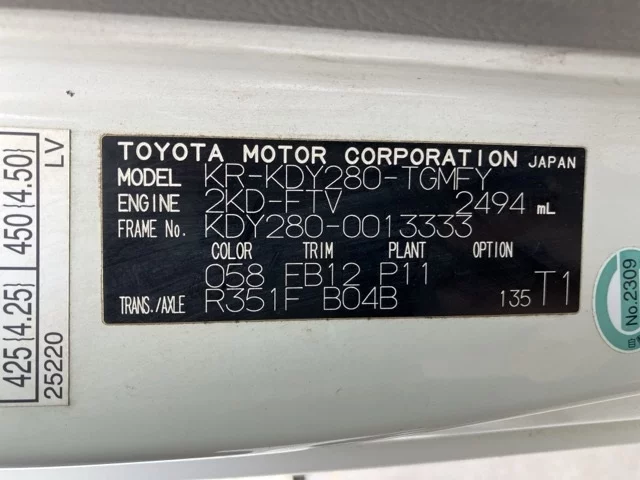 TOYOTA MOTOR CORPORATION JAPAN
MODEL KR-KDY280-TGMFY
ENGINE 2KD-FTV 2494 mL
FRAME No. KDY280-0013333
COLOR TRIM PLANT OPTION
058 FB12 P11
TRANS./AXLE R351F B04B 135 T1
425{4.25} 450{4.50}
25220 LV
No.2309